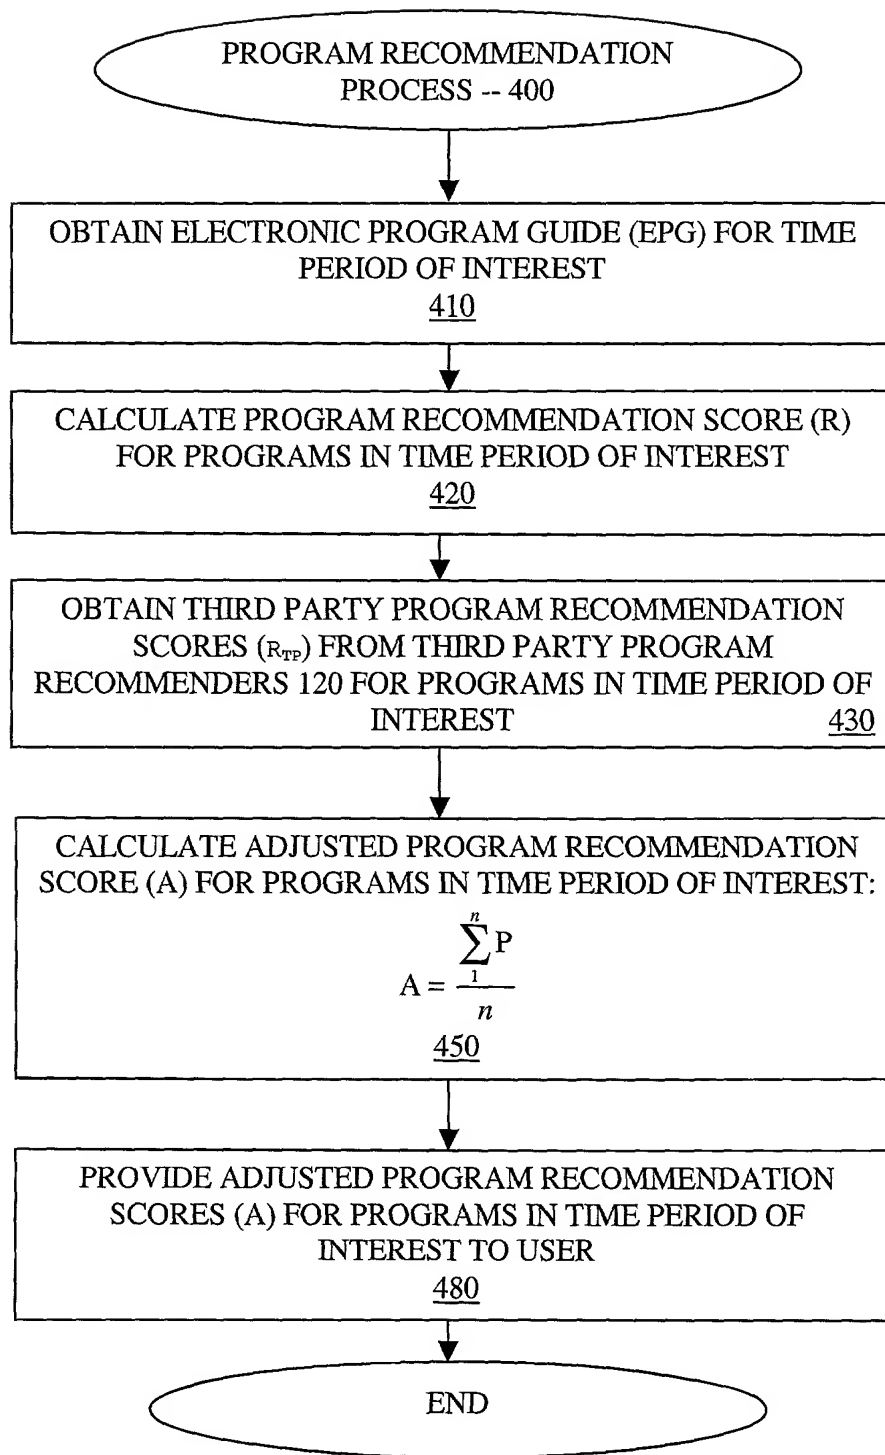 PROGRAM RECOMMENDATION
PROCESS -- 400
OBTAIN ELECTRONIC PROGRAM GUIDE (EPG) FOR TIME
PERIOD OF INTEREST
410
CALCULATE PROGRAM RECOMMENDATION SCORE (R)
FOR PROGRAMS IN TIME PERIOD OF INTEREST
420
OBTAIN THIRD PARTY PROGRAM RECOMMENDATION
SCORES (R_TP) FROM THIRD PARTY PROGRAM
RECOMMENDERS 120 FOR PROGRAMS IN TIME PERIOD OF
INTEREST 430
CALCULATE ADJUSTED PROGRAM RECOMMENDATION
SCORE (A) FOR PROGRAMS IN TIME PERIOD OF INTEREST:
n
∑ P
1
A =
n
450
PROVIDE ADJUSTED PROGRAM RECOMMENDATION
SCORES (A) FOR PROGRAMS IN TIME PERIOD OF
INTEREST TO USER
480
END